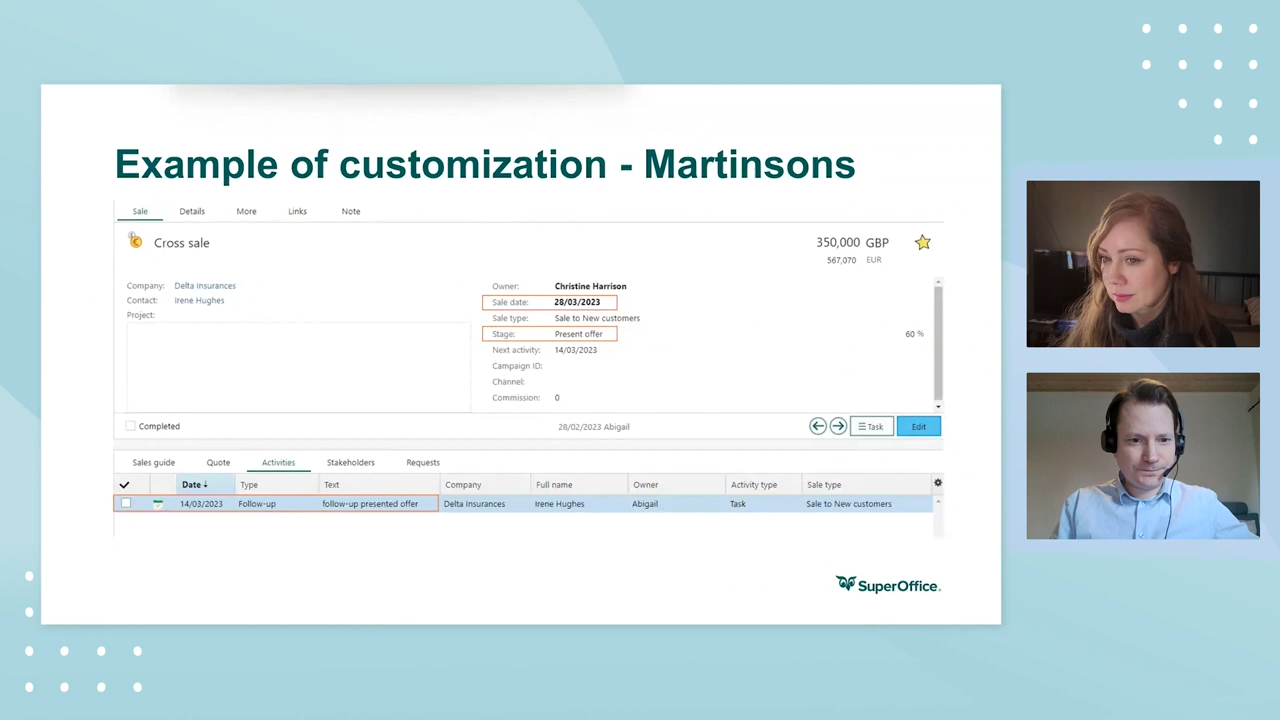 Example of customization - Martinsons
Sale Details More Links Note
Cross sale
350,000 GBP
567,070 EUR
Company: Delta Insurances
Contact: Irene Hughes
Project:
Owner: Christine Harrison
Sale date: 28/03/2023
Sale type: Sale to New customers
Stage: Present offer 60 %
Next activity: 14/03/2023
Campaign ID:
Channel:
Commission: 0
Completed 28/02/2023 Abigail Task Edit
Sales guide Quote Activities Stakeholders Requests
Date Type Text Company Full name Owner Activity type Sale type
14/03/2023 Follow-up follow-up presented offer Delta Insurances Irene Hughes Abigail Task Sale to New customers
SuperOffice.